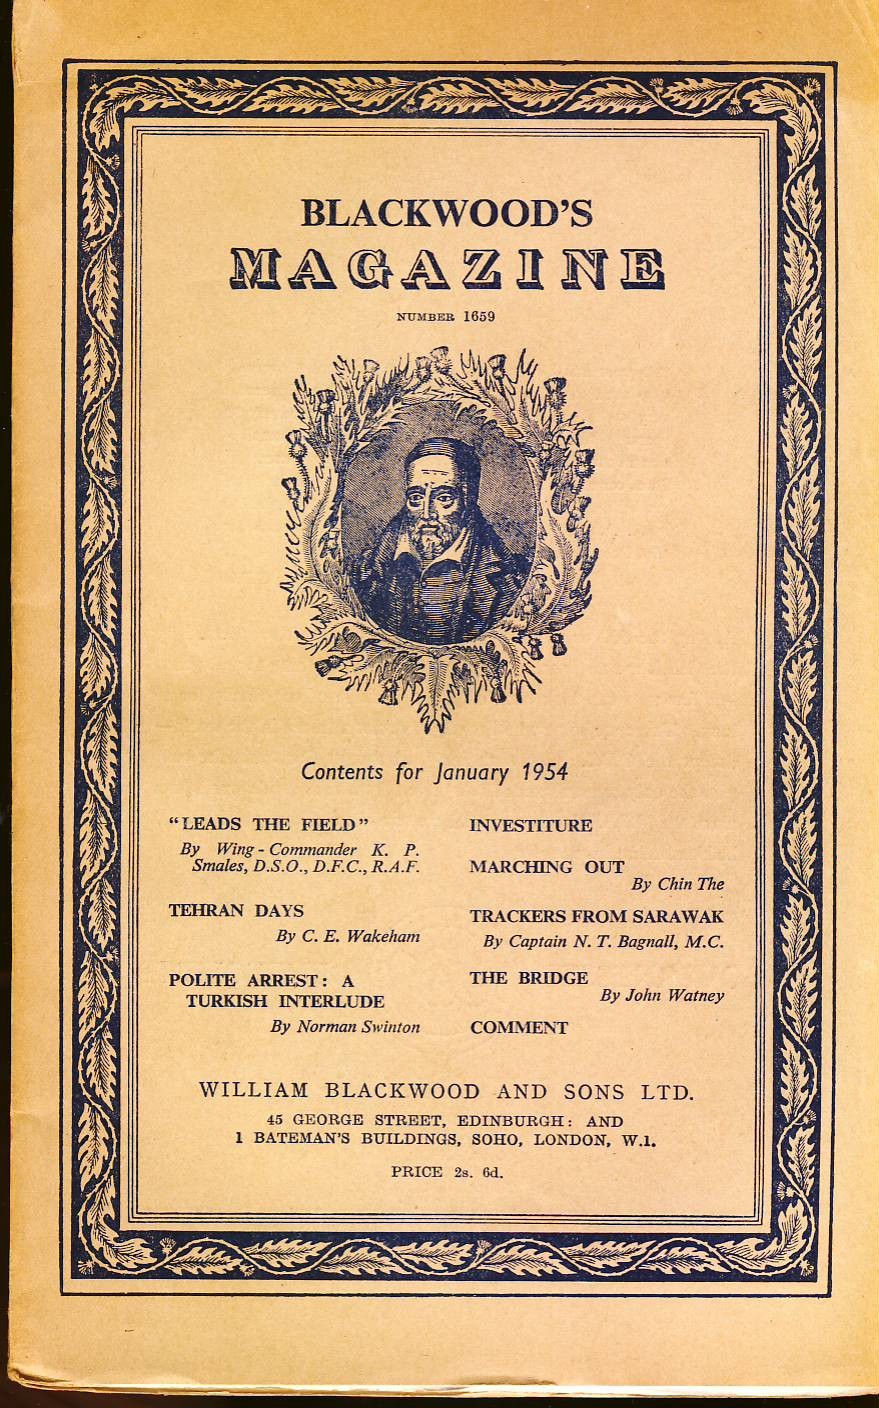 BLACKWOOD'S
MAGAZINE
NUMBER 1659
Contents for January 1954
"LEADS THE FIELD"
By Wing-Commander K. P.
Smales, D.S.O., D.F.C., R.A.F.
TEHRAN DAYS
By C. E. Wakeham
POLITE ARREST: A
TURKISH INTERLUDE
By Norman Swinton
INVESTITURE
MARCHING OUT
By Chin The
TRACKERS FROM SARAWAK
By Captain N. T. Bagnall, M.C.
THE BRIDGE
By John Watney
COMMENT
WILLIAM BLACKWOOD AND SONS LTD.
45 GEORGE STREET, EDINBURGH: AND
1 BATEMAN'S BUILDINGS, SOHO, LONDON, W.1.
PRICE 2s. 6d.